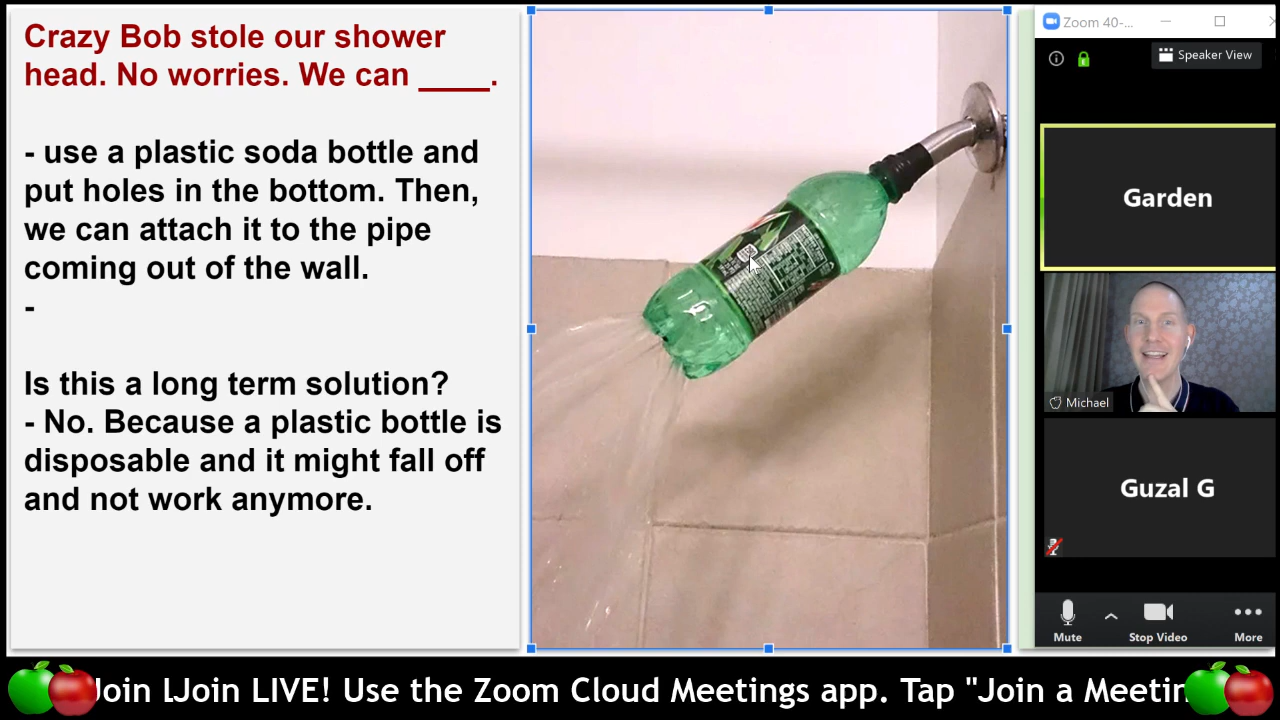 Crazy Bob stole our shower
head. No worries. We can ____.
- use a plastic soda bottle and
put holes in the bottom. Then,
we can attach it to the pipe
coming out of the wall.
-
Is this a long term solution?
- No. Because a plastic bottle is
disposable and it might fall off
and not work anymore.
Zoom 40-...
Speaker View
Garden
Michael
Guzal G
Mute
Stop Video
More
Join LIVE! Use the Zoom Cloud Meetings app. Tap "Join a Meetin